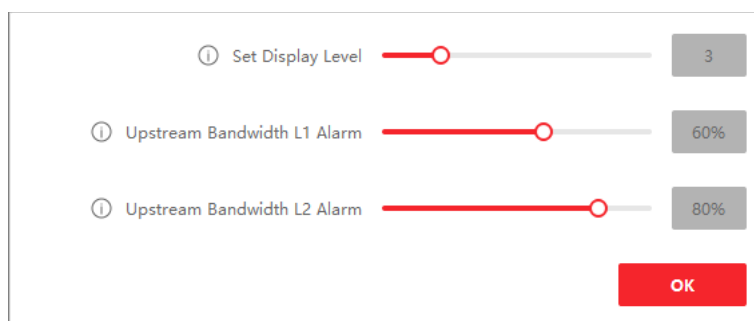 Set Display Level 3
Upstream Bandwidth L1 Alarm 60%
Upstream Bandwidth L2 Alarm 80%
OK